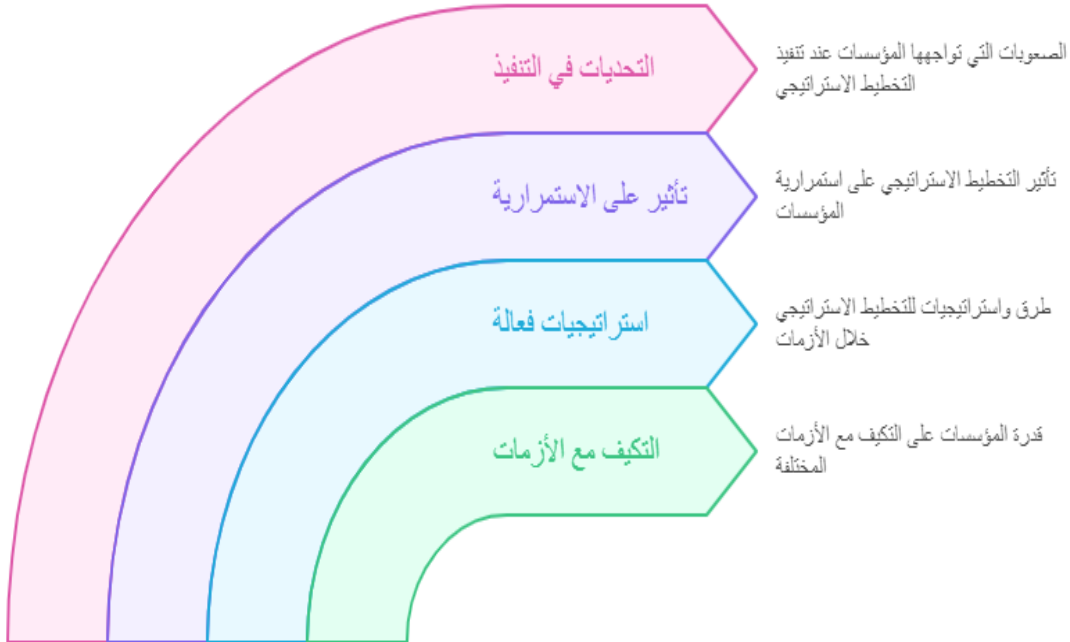 التحديات في التنفيذ
الصعوبات التي تواجهها المؤسسات عند تنفيذ
التخطيط الاستراتيجي
تأثير على الاستمرارية
تأثير التخطيط الاستراتيجي على استمرارية
المؤسسات
استراتيجيات فعالة
طرق واستراتيجيات للتخطيط الاستراتيجي
خلال الأزمات
التكيف مع الأزمات
قدرة المؤسسات على التكيف مع الأزمات
المختلفة